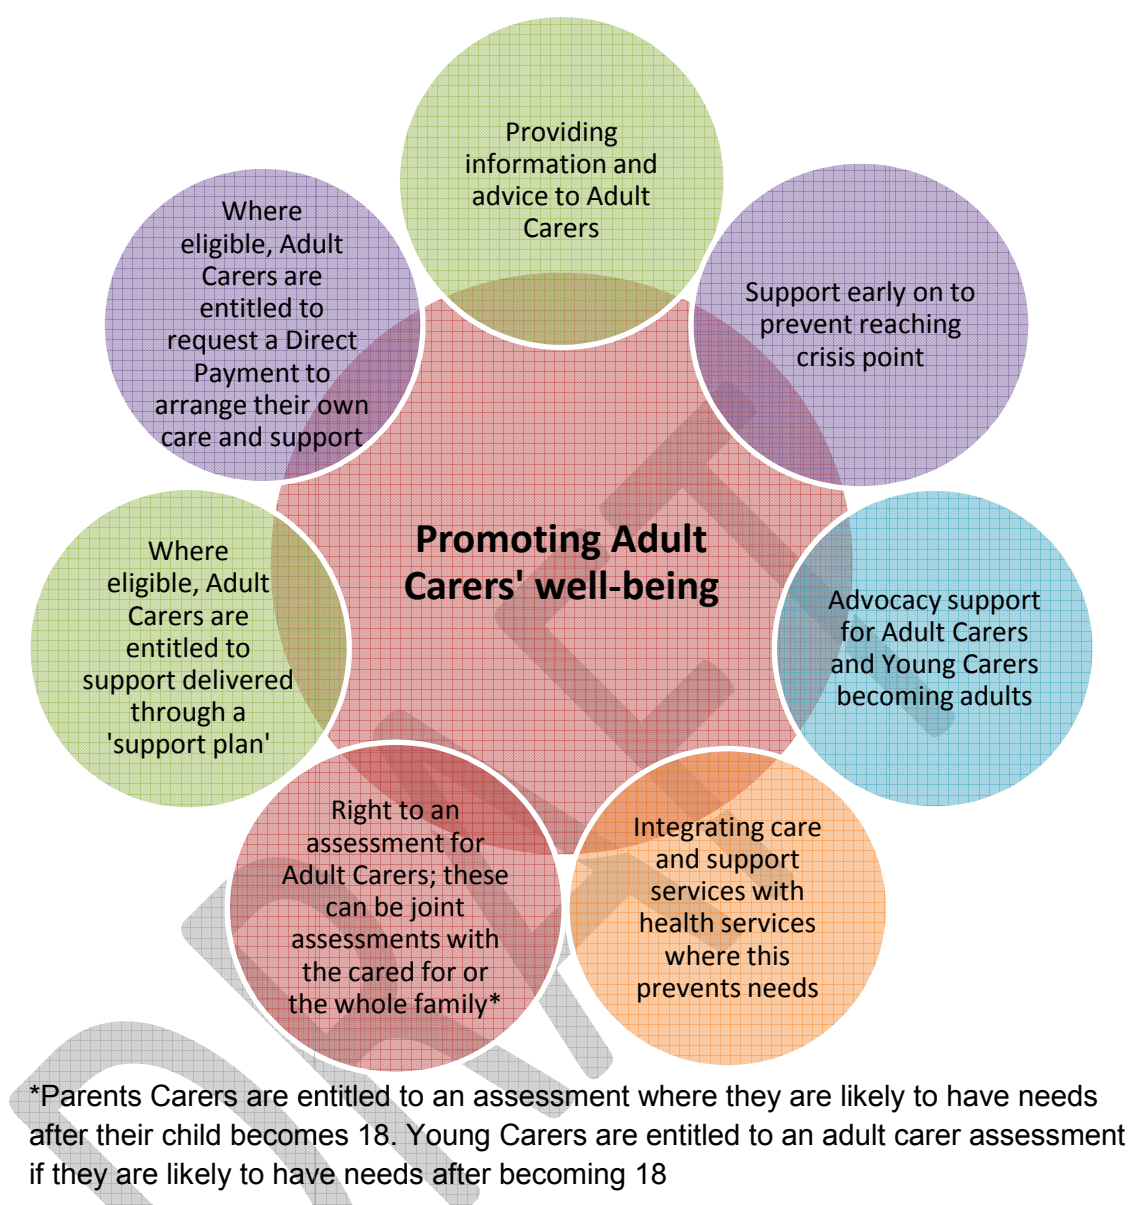 Providing
information and
advice to Adult
Carers
Support early on to
prevent reaching
crisis point
Advocacy support
for Adult Carers
and Young Carers
becoming adults
Integrating care
and support
services with
health services
where this
prevents needs
Right to an
assessment for
Adult Carers; these
can be joint
assessments with
the cared for or
the whole family*
Where
eligible, Adult
Carers are
entitled to
support delivered
through a
'support plan'
Where
eligible, Adult
Carers are
entitled to
request a Direct
Payment to
arrange their own
care and support
Promoting Adult
Carers' well-being
*Parents Carers are entitled to an assessment where they are likely to have needs
after their child becomes 18. Young Carers are entitled to an adult carer assessment
if they are likely to have needs after becoming 18
DRAFT